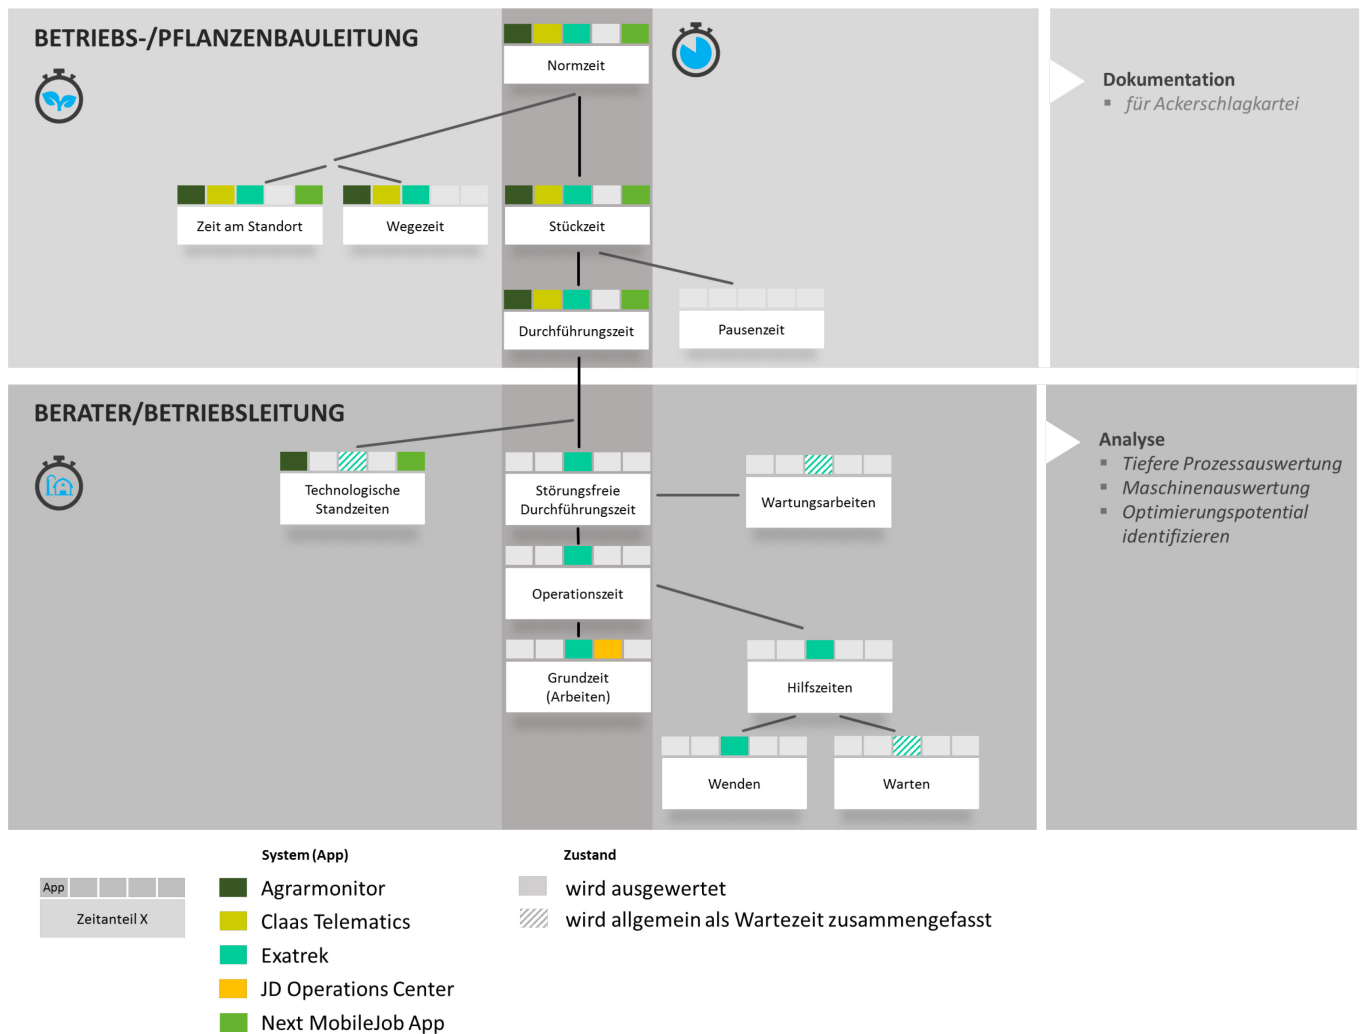 BETRIEBS-/PFLANZENBAULEITUNG
Normzeit
Dokumentation
▪ für Ackerschlagkartei
Zeit am Standort
Wegezeit
Stückzeit
Durchführungszeit
Pausenzeit
BERATER/BETRIEBSLEITUNG
Analyse
▪ Tiefere Prozessauswertung
▪ Maschinenauswertung
▪ Optimierungspotential
identifizieren
Technologische
Standzeiten
Störungsfreie
Durchführungszeit
Wartungsarbeiten
Operationszeit
Grundzeit
(Arbeiten)
Hilfszeiten
Wenden
Warten
App
Zeitanteil X
System (App)
Agrarmonitor
Claas Telematics
Exatrek
JD Operations Center
Next MobileJob App
Zustand
wird ausgewertet
wird allgemein als Wartezeit zusammengefasst